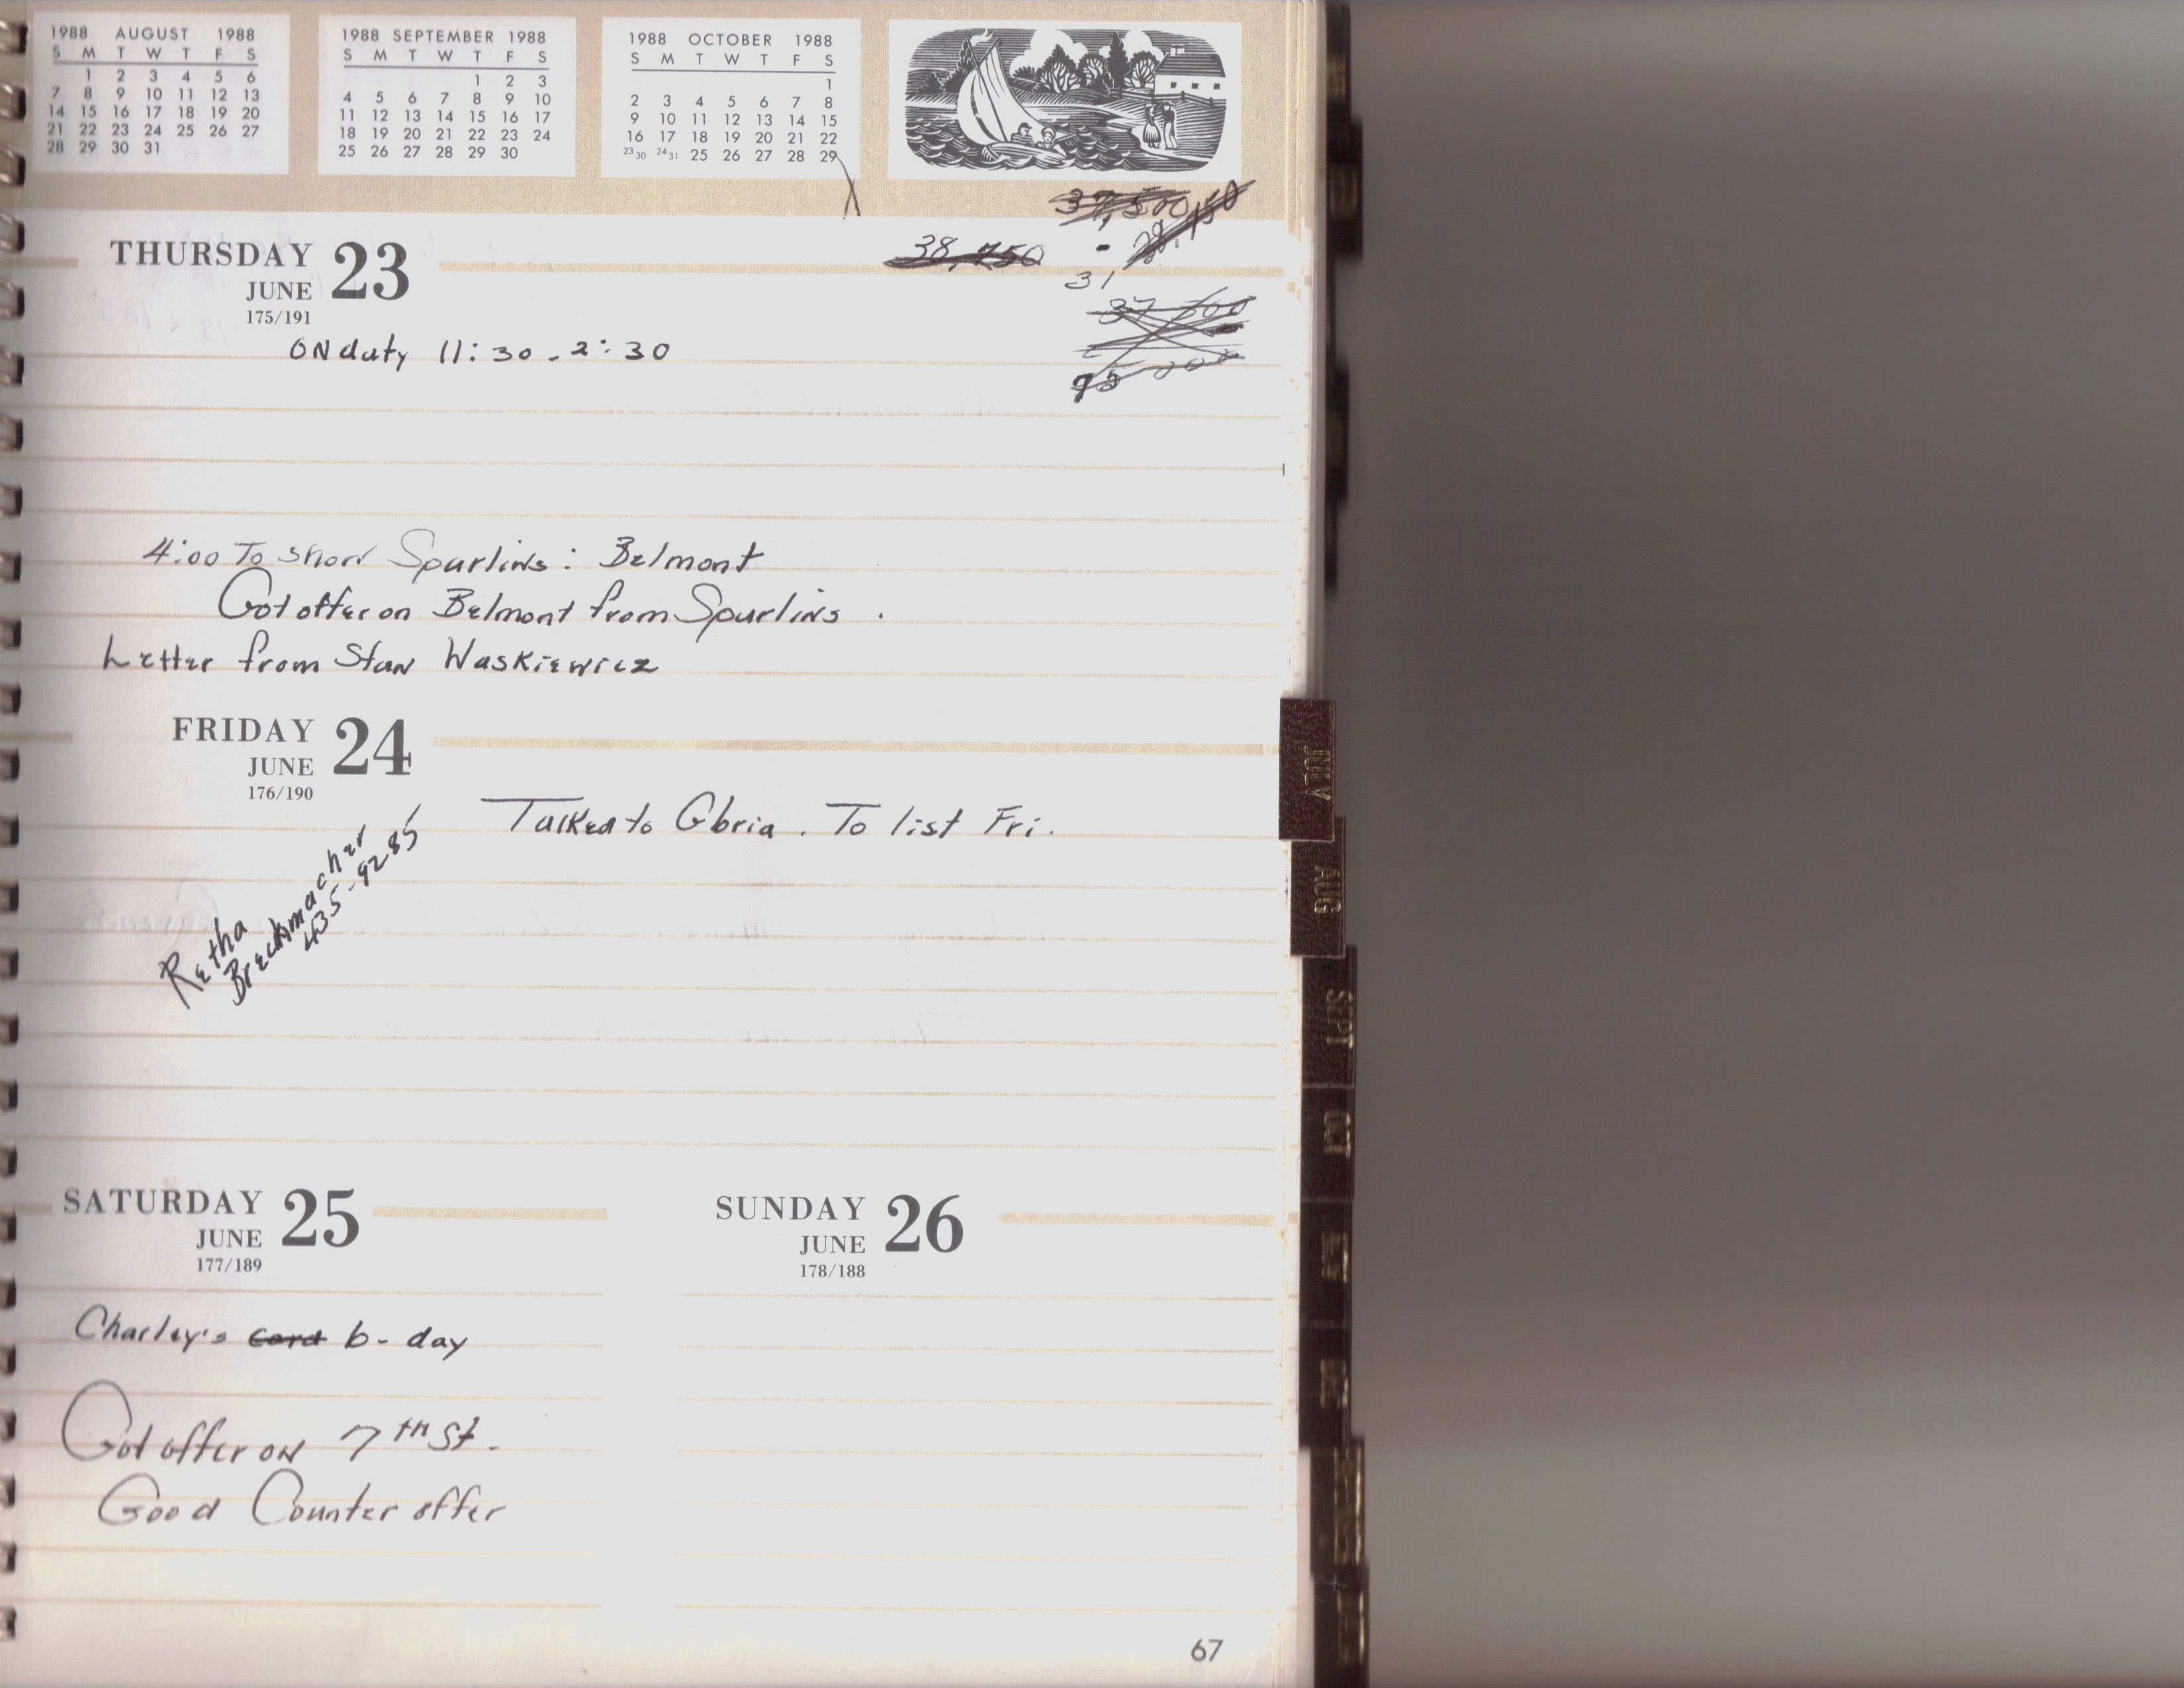 1988 AUGUST 1988
S M T W T F S
1 2 3 4 5 6
7 8 9 10 11 12 13
14 15 16 17 18 19 20
21 22 23 24 25 26 27
28 29 30 31
1988 SEPTEMBER 1988
S M T W T F S
1 2 3
4 5 6 7 8 9 10
11 12 13 14 15 16 17
18 19 20 21 22 23 24
25 26 27 28 29 30
1988 OCTOBER 1988
S M T W T F S
1
2 3 4 5 6 7 8
9 10 11 12 13 14 15
16 17 18 19 20 21 22
23 30 24 31 25 26 27 28 29
37,500
38,750 -
31
37 500
75 000
THURSDAY 23
JUNE
175/191
ON duty 11:30 - 2:30
4:00 To show Spurlins: Belmont
Got offer on Belmont from Spurlins.
Letter from Stan Waskiewicz
FRIDAY 24
JUNE
176/190
Talked to Gloria. To list Fri.
Retha
435-9285
SATURDAY 25
JUNE
177/189
Charley's card b-day
Got offer on 7th St.
Good Counter offer
SUNDAY 26
JUNE
178/188
JULY
AUG
SEPT
OCT
67